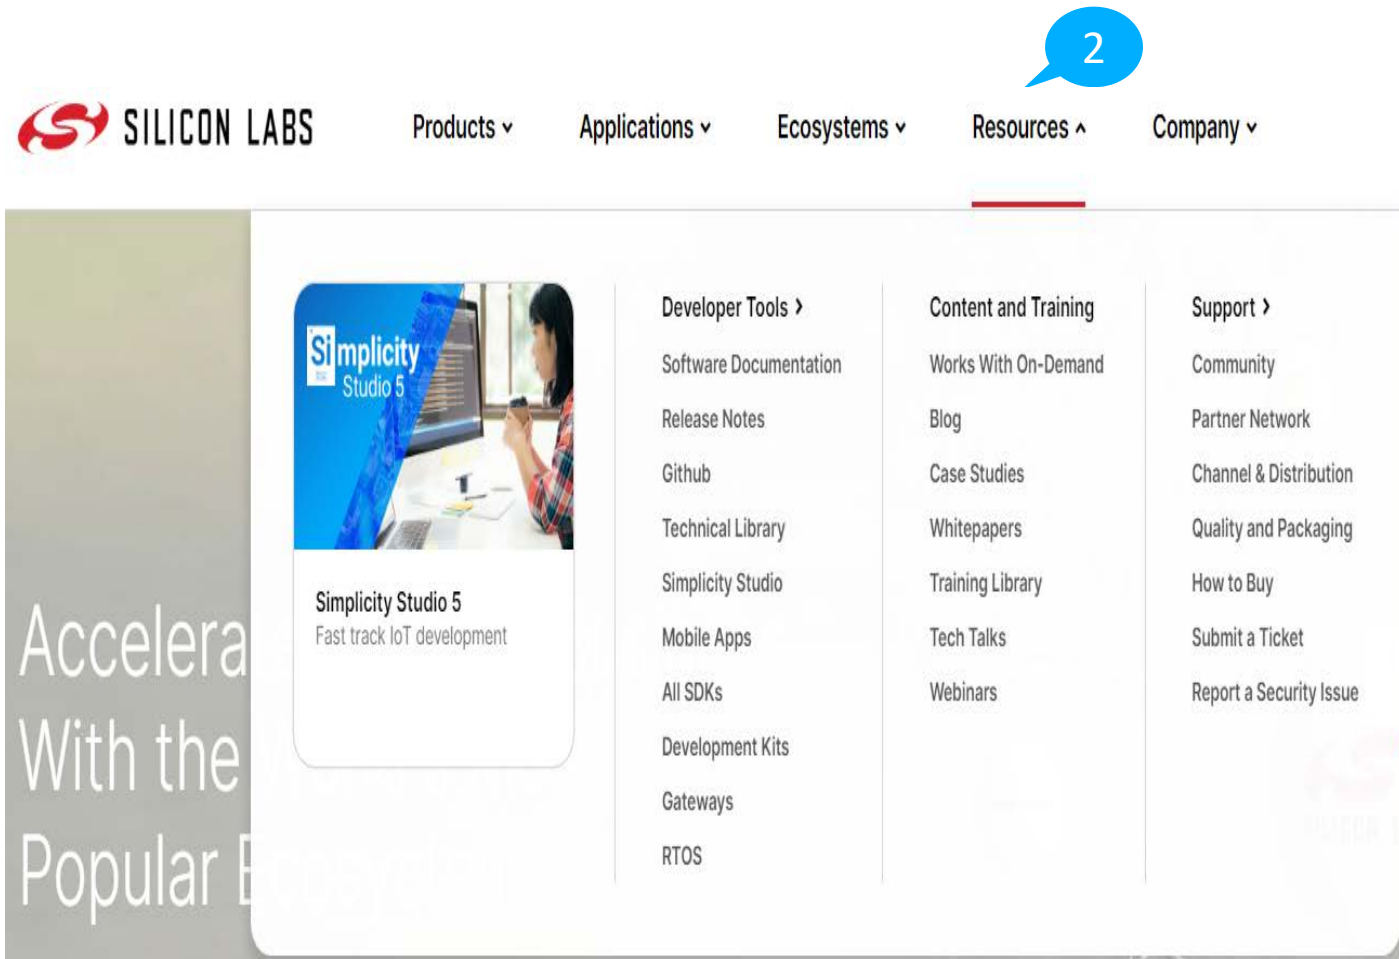 2
SILICON LABS
Products
Applications
Ecosystems
Resources
Company
Simplicity
Studio 5
Simplicity Studio 5
Fast track IoT development
Developer Tools >
Software Documentation
Release Notes
Github
Technical Library
Simplicity Studio
Mobile Apps
All SDKs
Development Kits
Gateways
RTOS
Content and Training
Works With On-Demand
Blog
Case Studies
Whitepapers
Training Library
Tech Talks
Webinars
Support >
Community
Partner Network
Channel & Distribution
Quality and Packaging
How to Buy
Submit a Ticket
Report a Security Issue
Accelera
With the
Popular